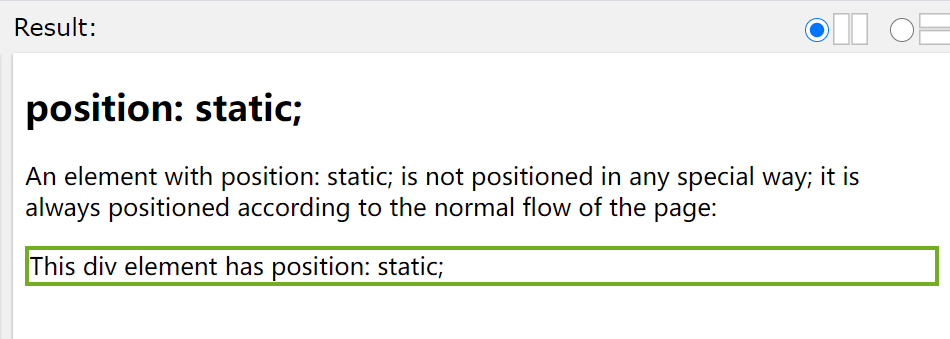 Result:
position: static;
An element with position: static; is not positioned in any special way; it is
always positioned according to the normal flow of the page:
This div element has position: static;